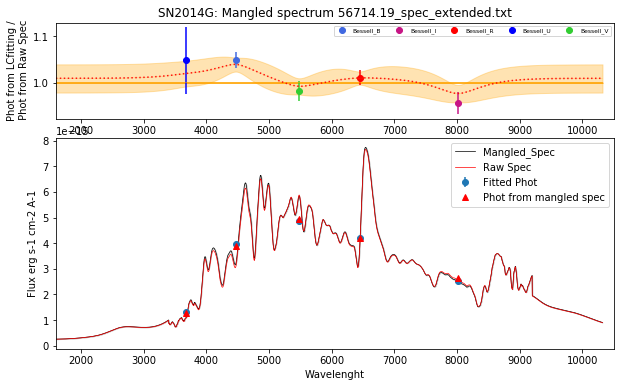 SN2014G: Mangled spectrum 56714.19_spec_extended.txt
Phot from LCfitting /
Phot from Raw Spec
1.1
1.0
Bessell_B
Bessell_I
Bessell_R
Bessell_U
Bessell_V
2000 3000 4000 5000 6000 7000 8000 9000 10000
Flux erg s-1 cm-2 A-1
8
7
6
5
4
3
2
1
0
Mangled_Spec
Raw Spec
Fitted Phot
Phot from mangled spec
2000 3000 4000 5000 6000 7000 8000 9000 10000
Wavelenght